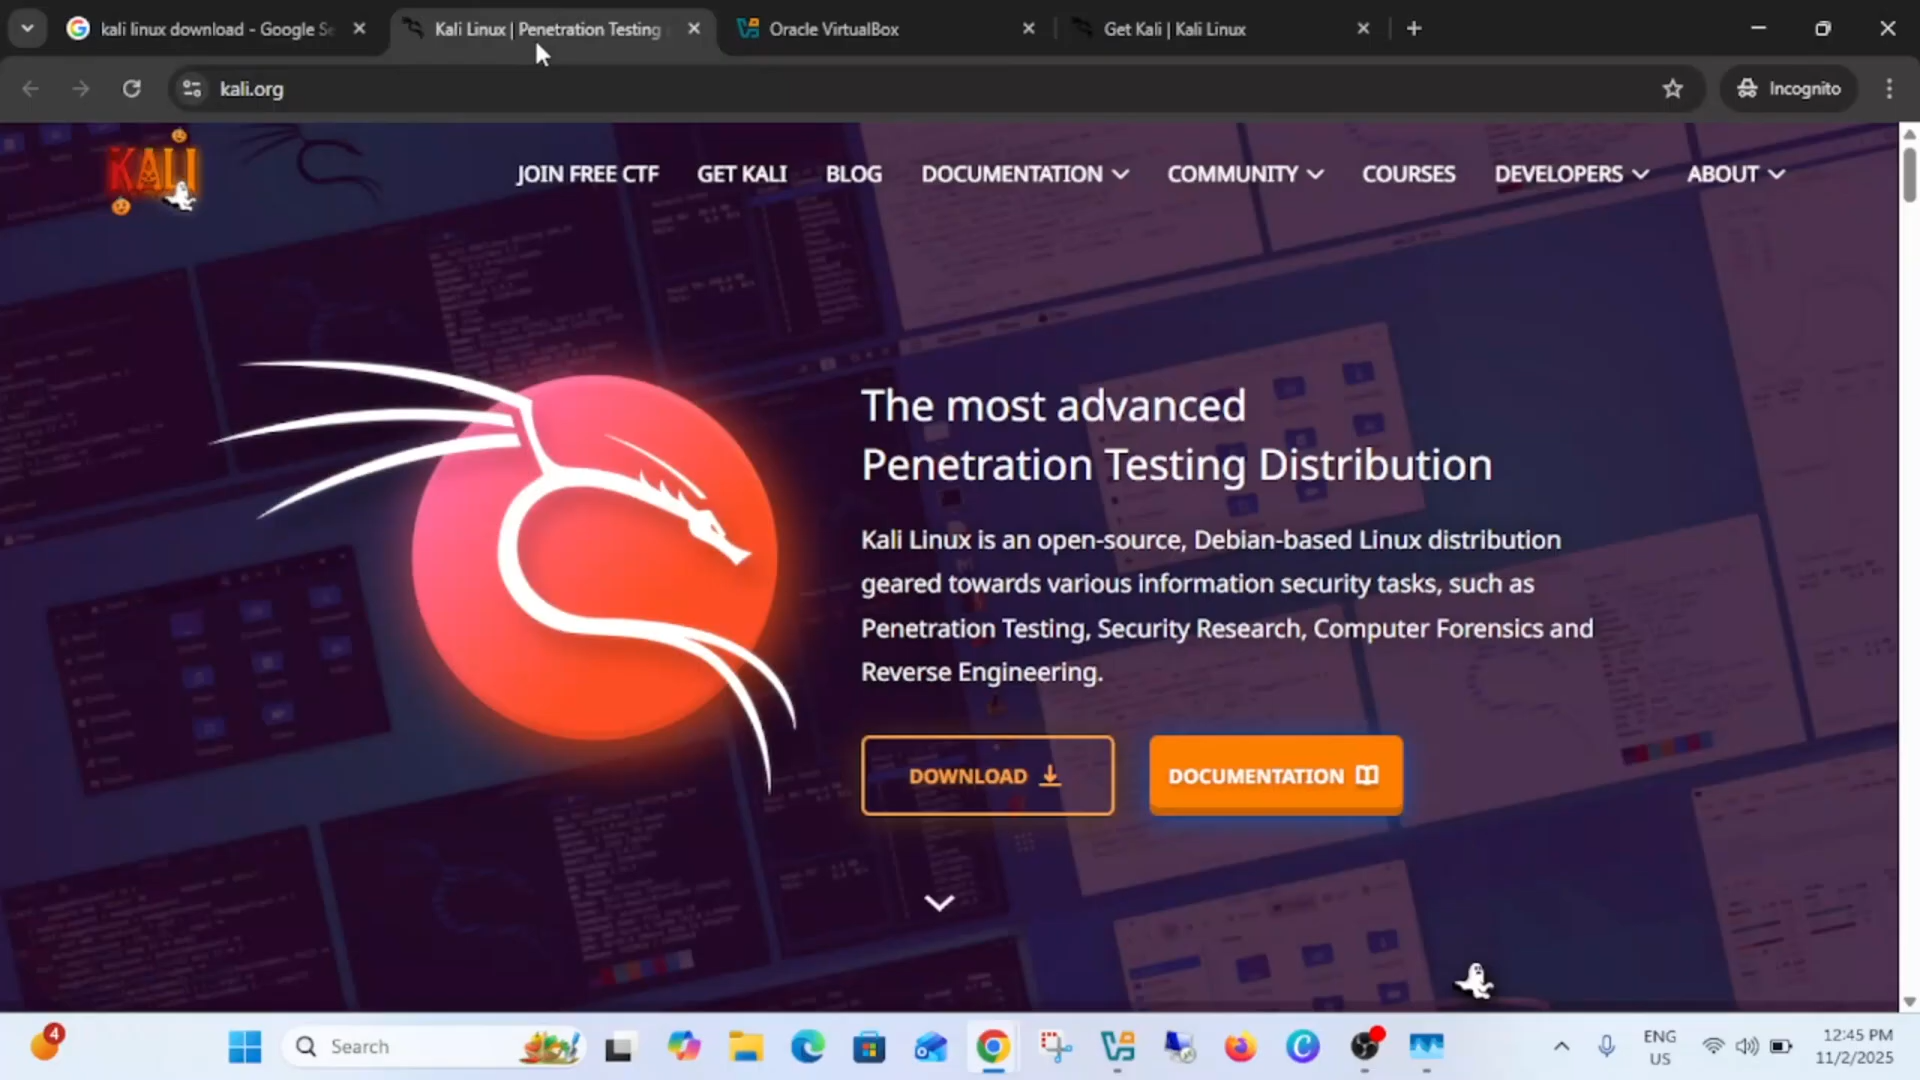 kali linux download - Google Se
Kali Linux | Penetration Testing
Oracle VirtualBox
Get Kali | Kali Linux
kali.org
Incognito
KALI
JOIN FREE CTF
GET KALI
BLOG
DOCUMENTATION
COMMUNITY
COURSES
DEVELOPERS
ABOUT
The most advanced
Penetration Testing Distribution
Kali Linux is an open-source, Debian-based Linux distribution
geared towards various information security tasks, such as
Penetration Testing, Security Research, Computer Forensics and
Reverse Engineering.
DOWNLOAD
DOCUMENTATION
4
Search
ENG
US
12:45 PM
11/2/2025